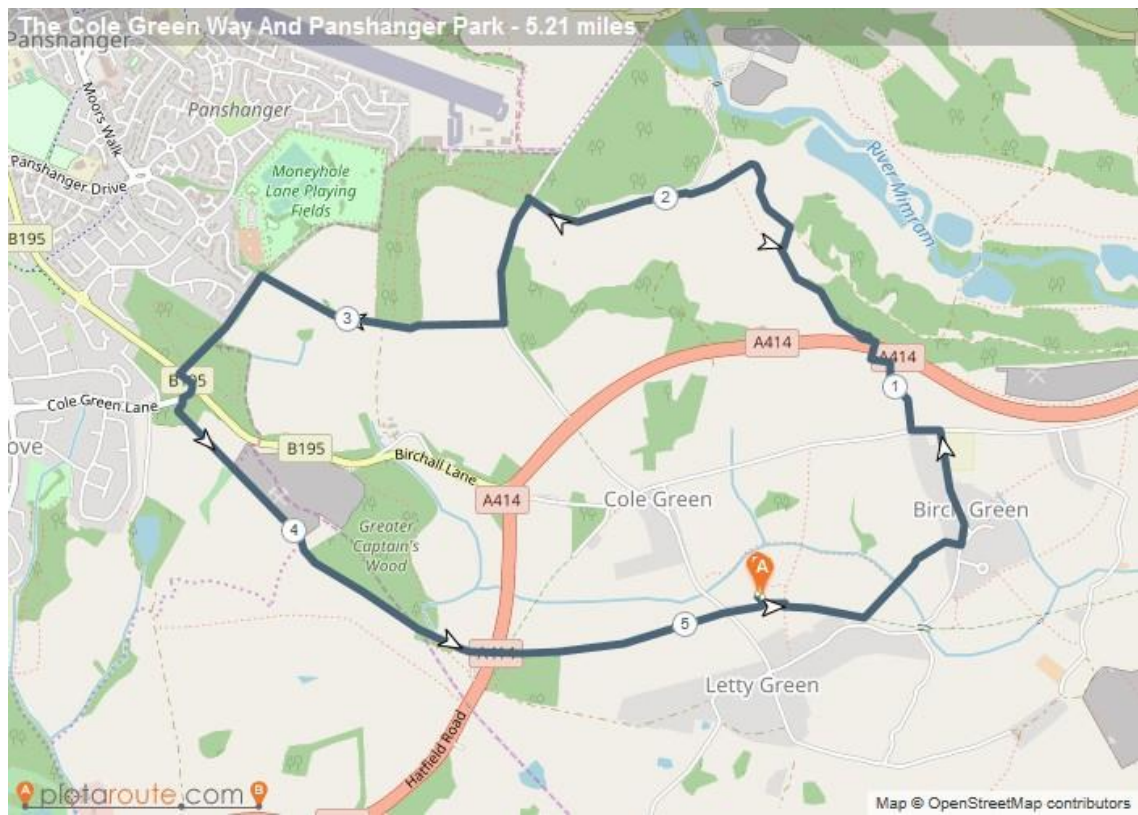 The Cole Green Way And Panshanger Park - 5.21 miles
Panshanger
Moors Walk
Panshanger
Moneyhole
Lane Playing
Fields
Panshanger Drive
B195
River Mimram
2
3
A414
A414
1
B195
Cole Green Lane
ove
B195
Birchall Lane
A414
Cole Green
Birch Green
4
Greater
Captain's
Wood
A
5
A414
Letty Green
Hatfield Road
A plotaroute.com B
Map © OpenStreetMap contributors